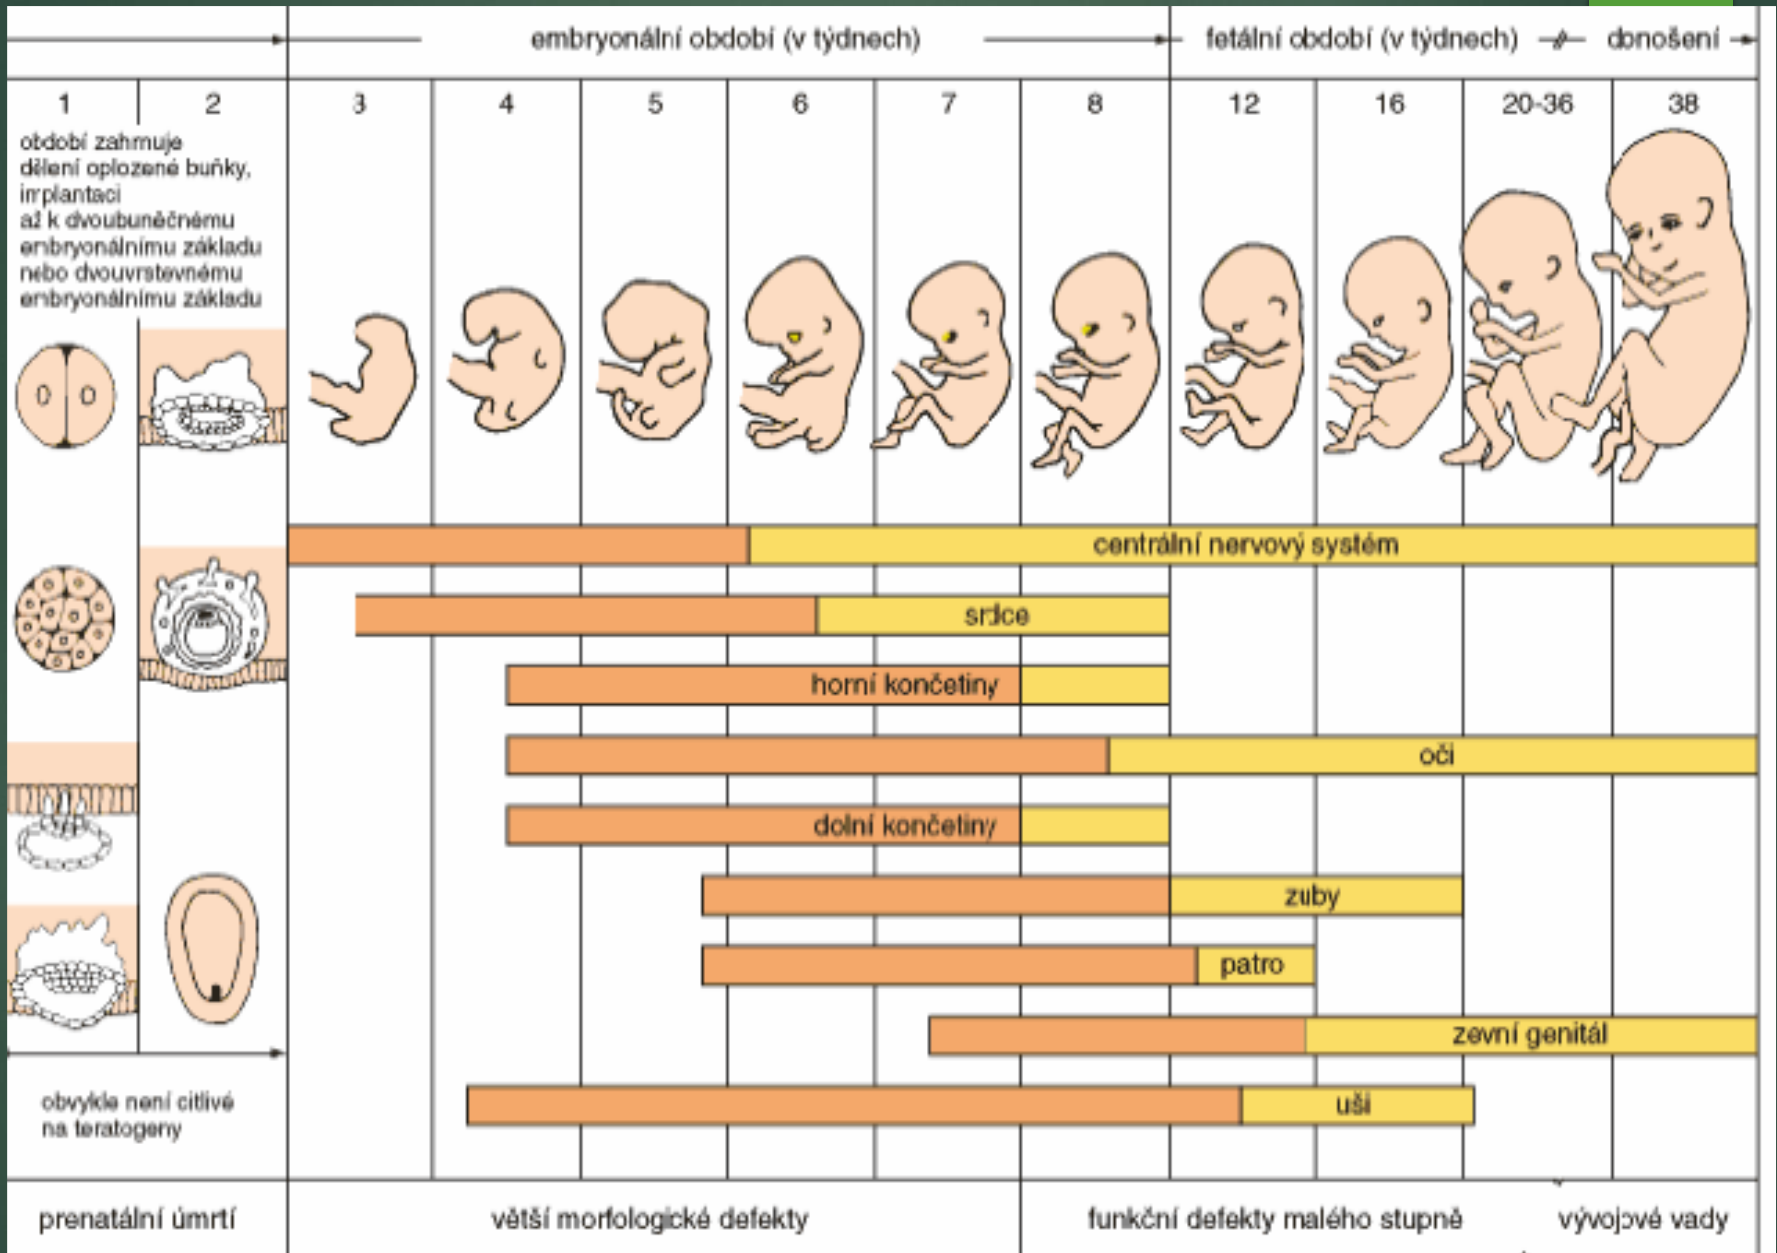 embryonální období (v týdnech)
fetální období (v týdnech)
donošení
1
2
3
4
5
6
7
8
12
16
20-36
38
období zahrnuje
dělení oplozené buňky,
implantaci
až k dvoubuněčnému
embryonálnímu základu
nebo dvouvrstevnému
embryonálnímu základu
centrální nervový systém
srdce
horní končetiny
oči
dolní končetiny
zuby
patro
zevní genitál
uši
obvykle není citlivé
na teratogeny
prenatální úmrtí
větší morfologické defekty
funkční defekty malého stupně
vývojové vady